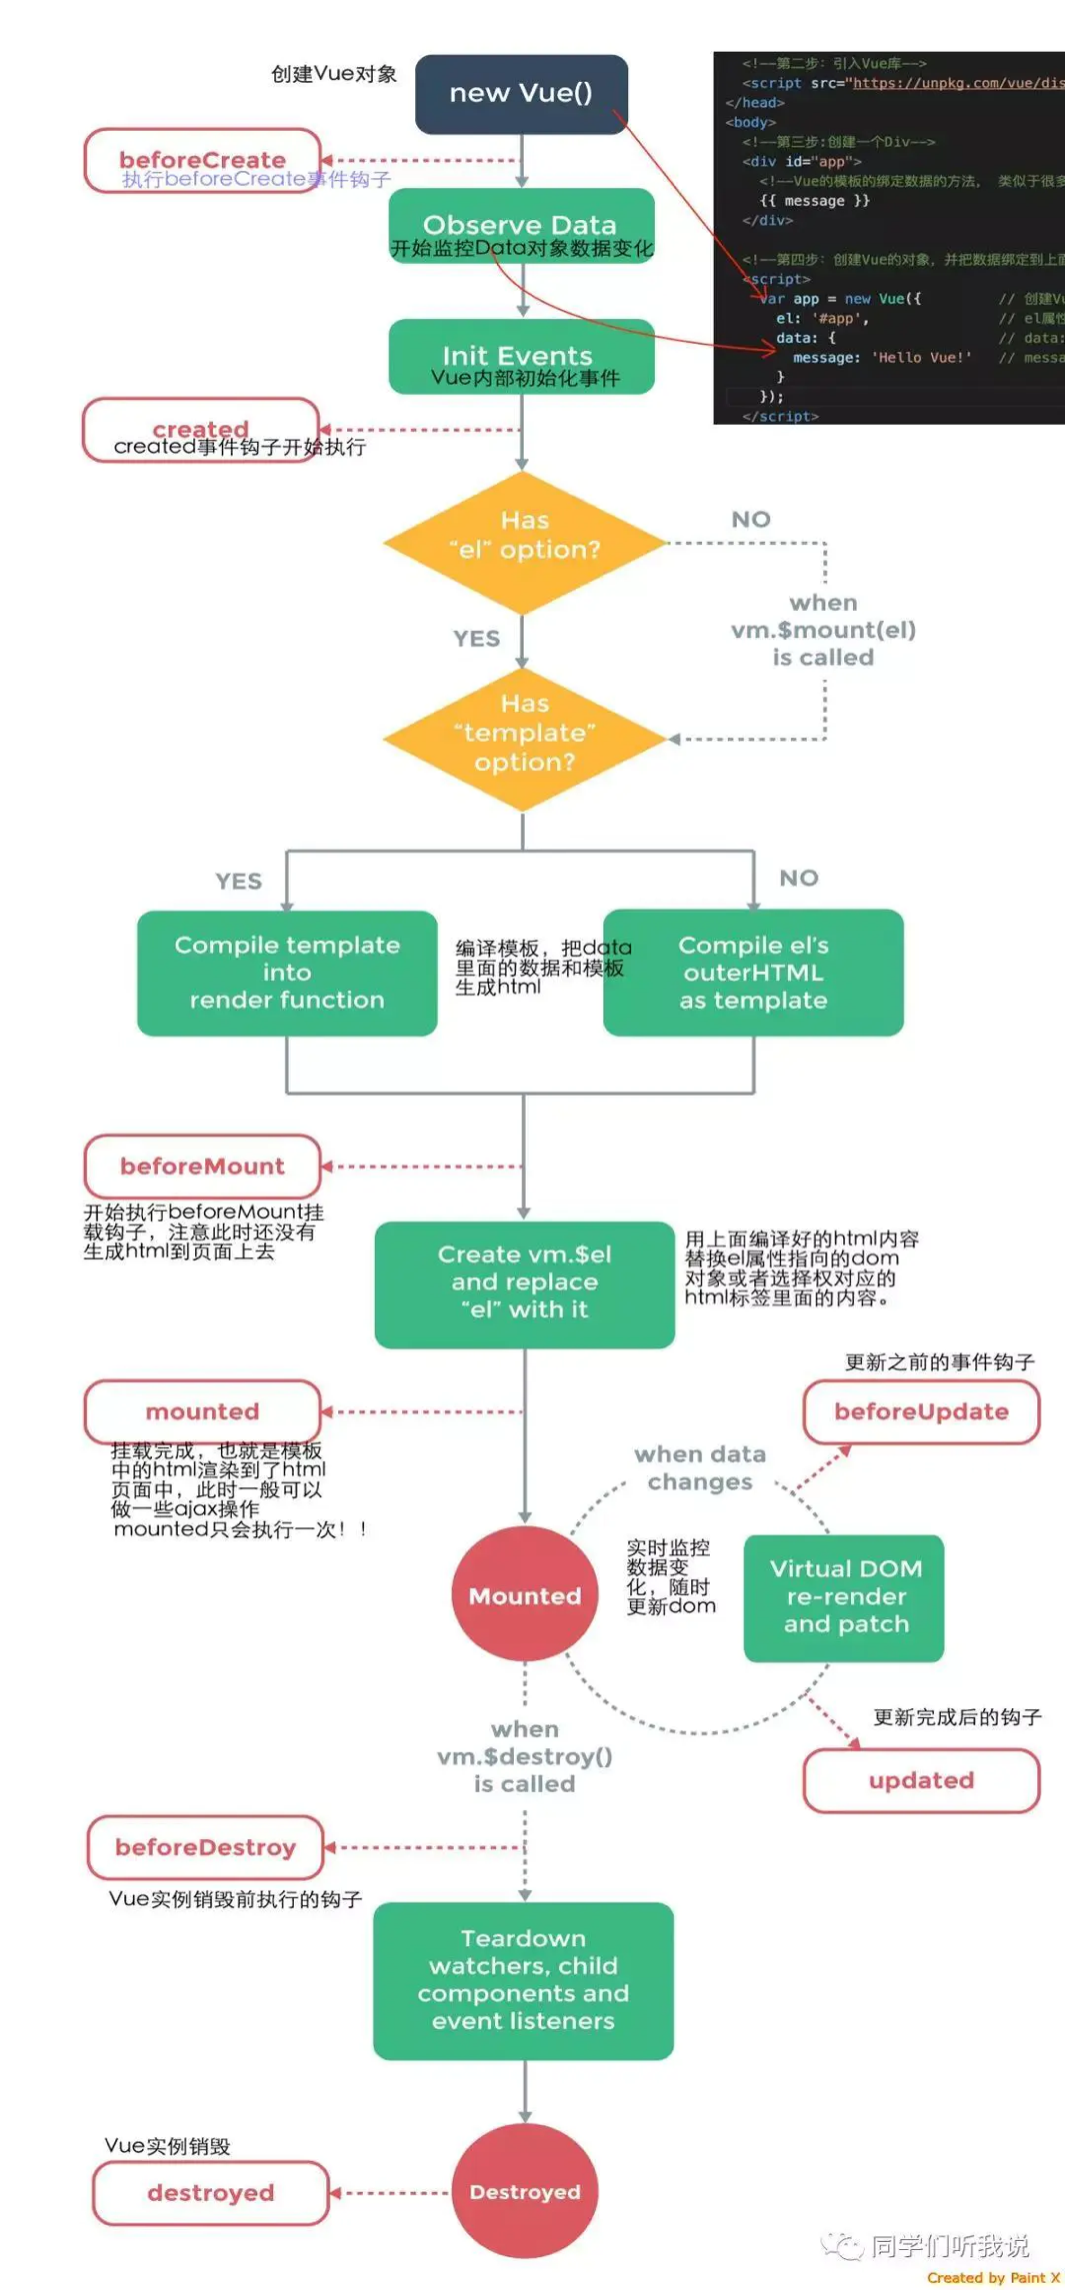 创建Vue对象
new Vue()
beforeCreate
执行beforeCreate事件钩子
Observe Data
开始监控Data对象数据变化
Init Events
Vue内部初始化事件
created
created事件钩子开始执行
<!--第二步：引入Vue库-->
<script src="https://unpkg.com/vue/dis
</head>
<body>
<!--第三步:创建一个Div-->
<div id="app">
<!--Vue的模板的绑定数据的方法， 类似于很多
{{ message }}
</div>
<!--第四步：创建Vue的对象，并把数据绑定到上面
<script>
var app = new Vue({ // 创建Vu
el: '#app', // el属性
data: { // data:
message: 'Hello Vue!' // messa
}
});
</script>
Has
“el” option?
NO
when
vm.$mount(el)
is called
YES
Has
“template”
option?
YES
NO
Compile template
into
render function
编译模板，把data
里面的数据和模板
生成html
Compile el’s
outerHTML
as template
beforeMount
开始执行beforeMount挂
载钩子，注意此时还没有
生成html到页面上去
Create vm.$el
and replace
“el” with it
用上面编译好的html内容
替换el属性指向的dom
对象或者选择权对应的
html标签里面的内容。
更新之前的事件钩子
beforeUpdate
mounted
挂载完成，也就是模板
中的html渲染到了html
页面中，此时一般可以
做一些ajax操作
mounted只会执行一次！！
when data
changes
Mounted
实时监控
数据变
化，随时
更新dom
Virtual DOM
re-render
and patch
更新完成后的钩子
updated
when
vm.$destroy()
is called
beforeDestroy
Vue实例销毁前执行的钩子
Teardown
watchers, child
components and
event listeners
Vue实例销毁
destroyed
Destroyed
同学们听我说
Created by Paint X